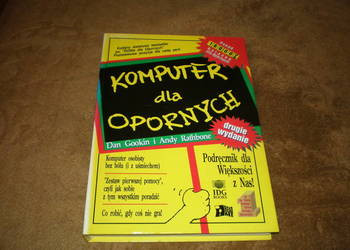 KOMPUTER
dla
OPORNYCH
drugie
wydanie
Dan Gookin i Andy Rathbone
Komputer osobisty
bez bólu (i z uśmiechem)
"Zestaw pierwszej pomocy",
czyli jak sobie
z tym wszystkim poradzić
Co robić, gdy coś nie gra!
Podręcznik dla
Większości
z Nas!
IDG
BOOKS